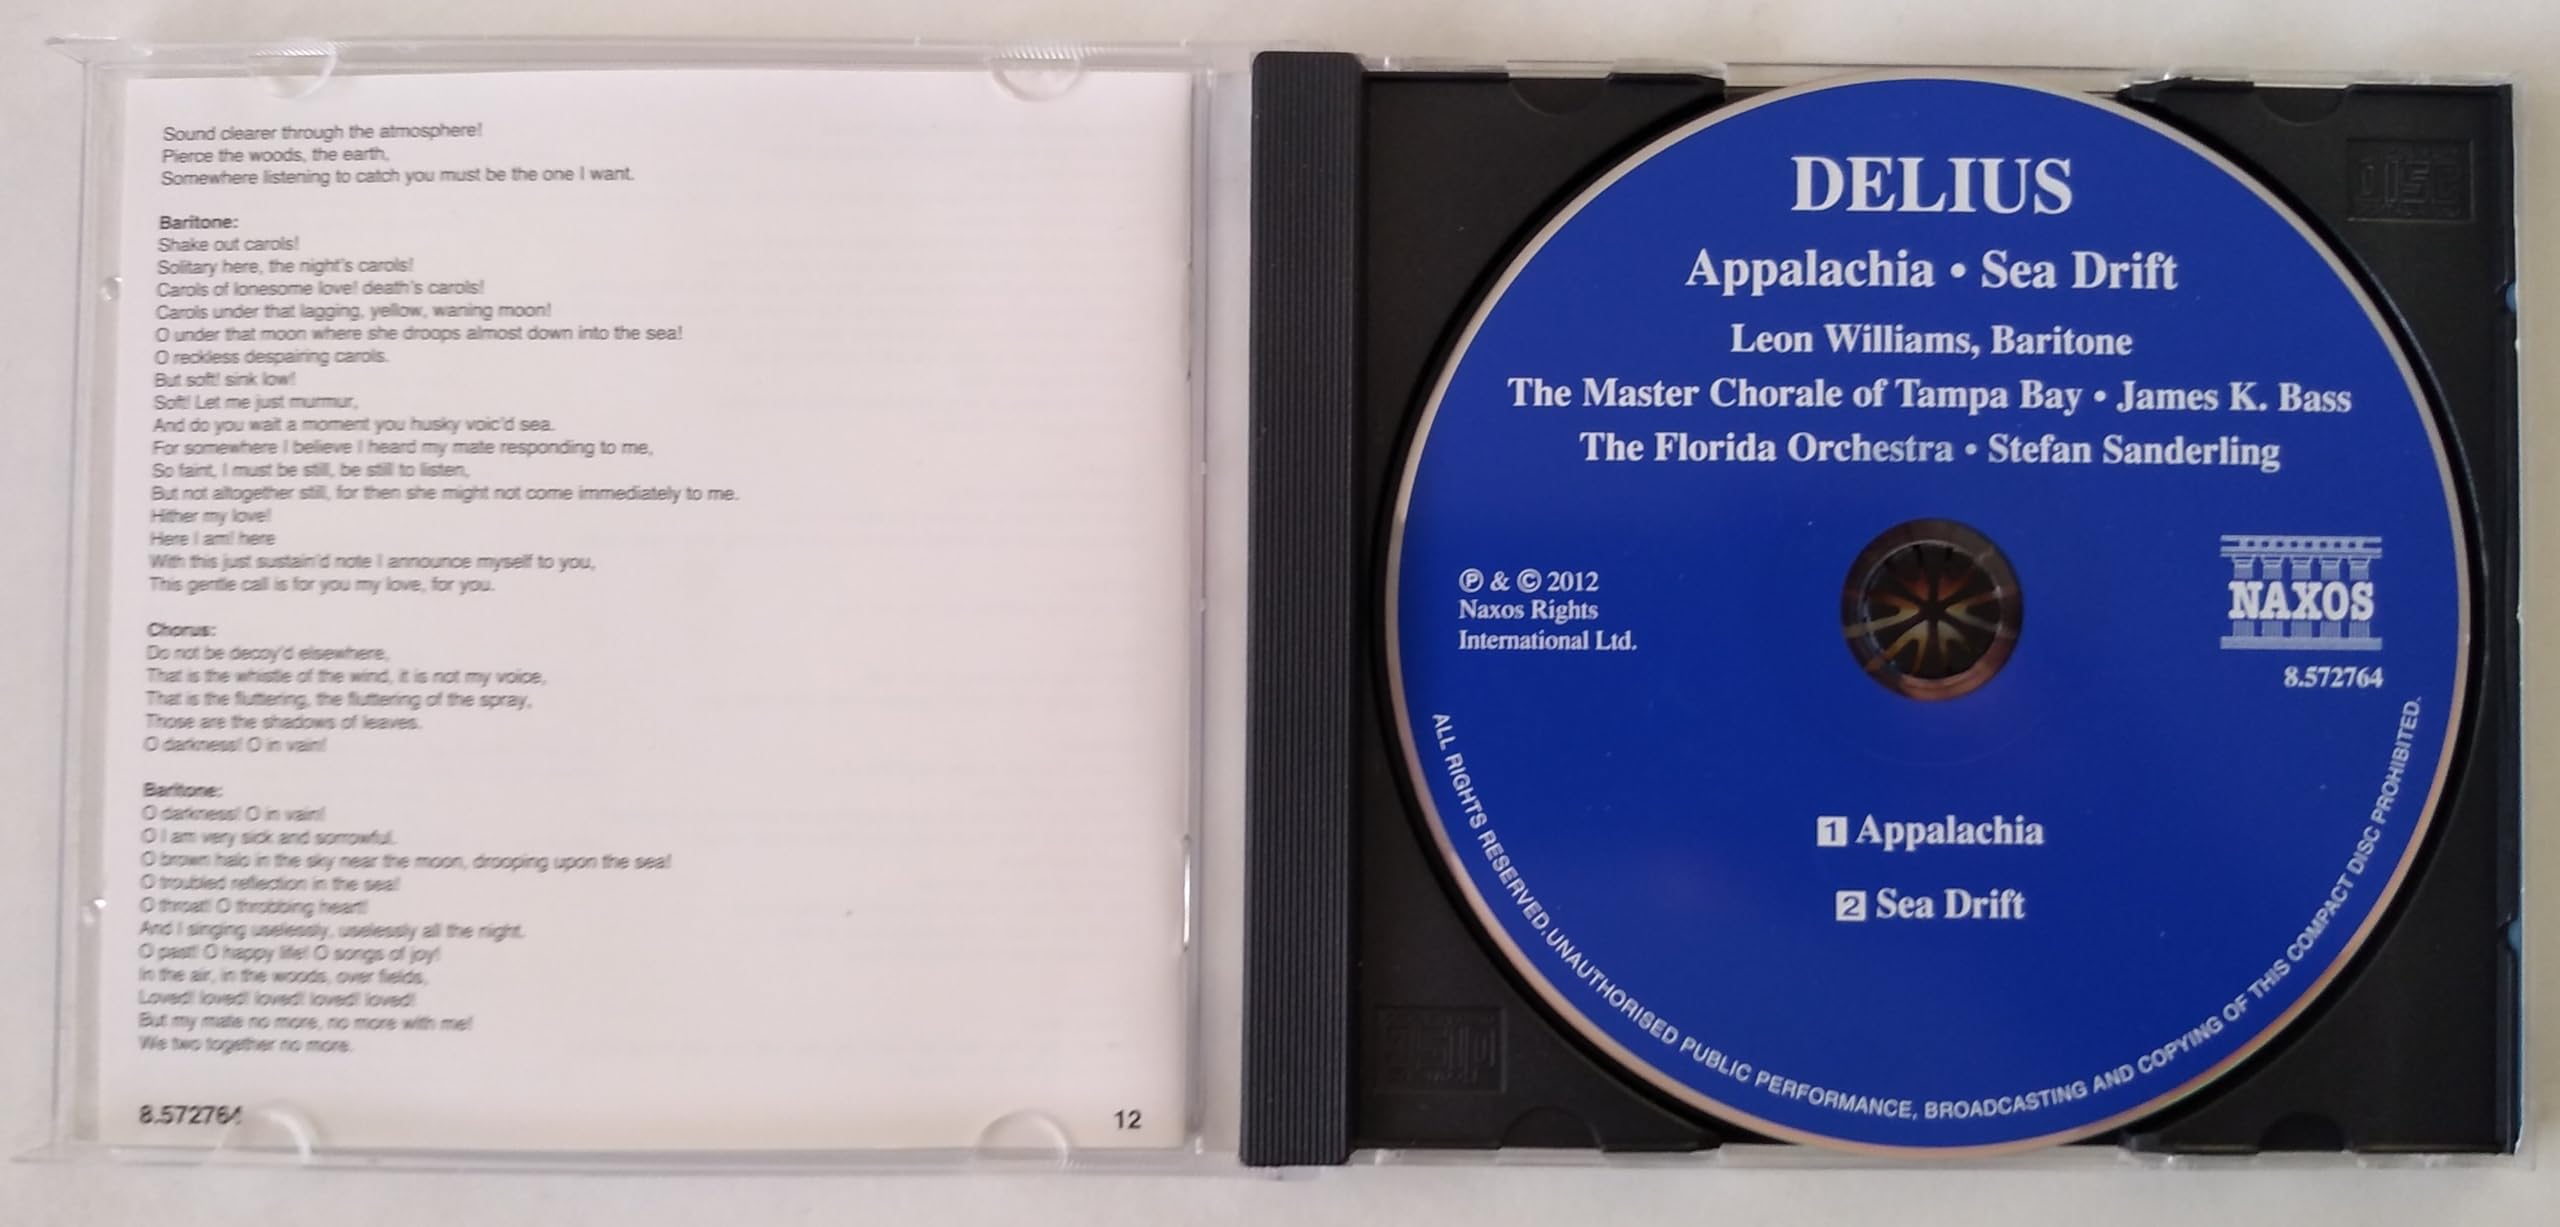 Sound clearer through the atmosphere!
Pierce the woods, the earth,
Somewhere listening to catch you must be the one I want.
Baritone:
Shake out carols!
Solitary here, the night's carols!
Carols of lonesome love! death's carols!
Carols under that lagging, yellow, waning moon!
O under that moon where she droops almost down into the sea!
O reckless despairing carols.
But soft! sink low!
Soft! Let me just murmur,
And do you wait a moment you husky voic'd sea.
For somewhere I believe I heard my mate responding to me,
So faint, I must be still, be still to listen,
But not altogether still, for then she might not come immediately to me.
Hither my love!
Here I am! here
With this just sustain'd note I announce myself to you,
This gentle call is for you my love, for you.
Chorus:
Do not be decoy'd elsewhere,
That is the whistle of the wind, it is not my voice,
That is the fluttering, the fluttering of the spray,
Those are the shadows of leaves.
O darkness! O in vain!
Baritone:
O darkness! O in vain!
O I am very sick and sorrowful.
O brown halo in the sky near the moon, drooping upon the sea!
O troubled reflection in the sea!
O throat! O throbbing heart!
And I singing uselessly, uselessly all the night.
O past! O happy life! O songs of joy!
In the air, in the woods, over fields,
Loved! loved! loved! loved! loved!
But my mate no more, no more with me!
We two together no more.
8.572764
12
DELIUS
Appalachia • Sea Drift
Leon Williams, Baritone
The Master Chorale of Tampa Bay • James K. Bass
The Florida Orchestra • Stefan Sanderling
℗ & © 2012
Naxos Rights
International Ltd.
NAXOS
8.572764
1 Appalachia
2 Sea Drift
ALL RIGHTS RESERVED. UNAUTHORISED PUBLIC PERFORMANCE, BROADCASTING AND COPYING OF THIS COMPACT DISC PROHIBITED.
DISC